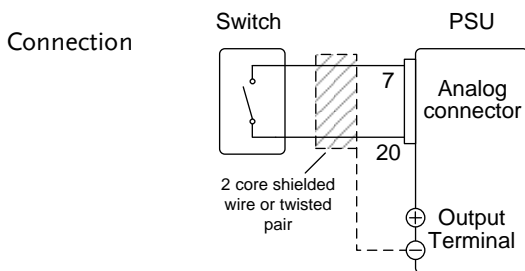 Connection
Switch
PSU
7
Analog
connector
20
2 core shielded
wire or twisted
pair
+
Output
Terminal
−